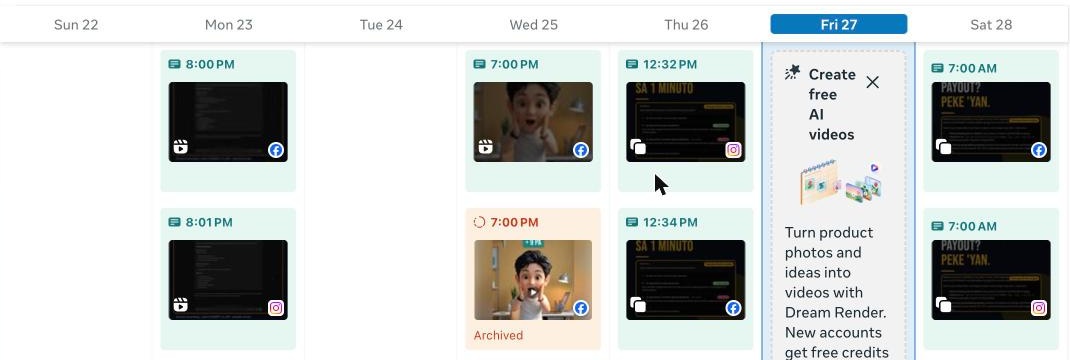 Sun 22
Mon 23
Tue 24
Wed 25
Thu 26
Fri 27
Sat 28
8:00 PM
7:00 PM
12:32 PM
SA 1 MINUTO
Create
free
AI
videos
7:00 AM
PAYOUT?
PEKE 'YAN.
8:01 PM
7:00 PM
Archived
12:34 PM
SA 1 MINUTO
Turn product
photos and
ideas into
videos with
Dream Render.
New accounts
get free credits
7:00 AM
PAYOUT?
PEKE 'YAN.